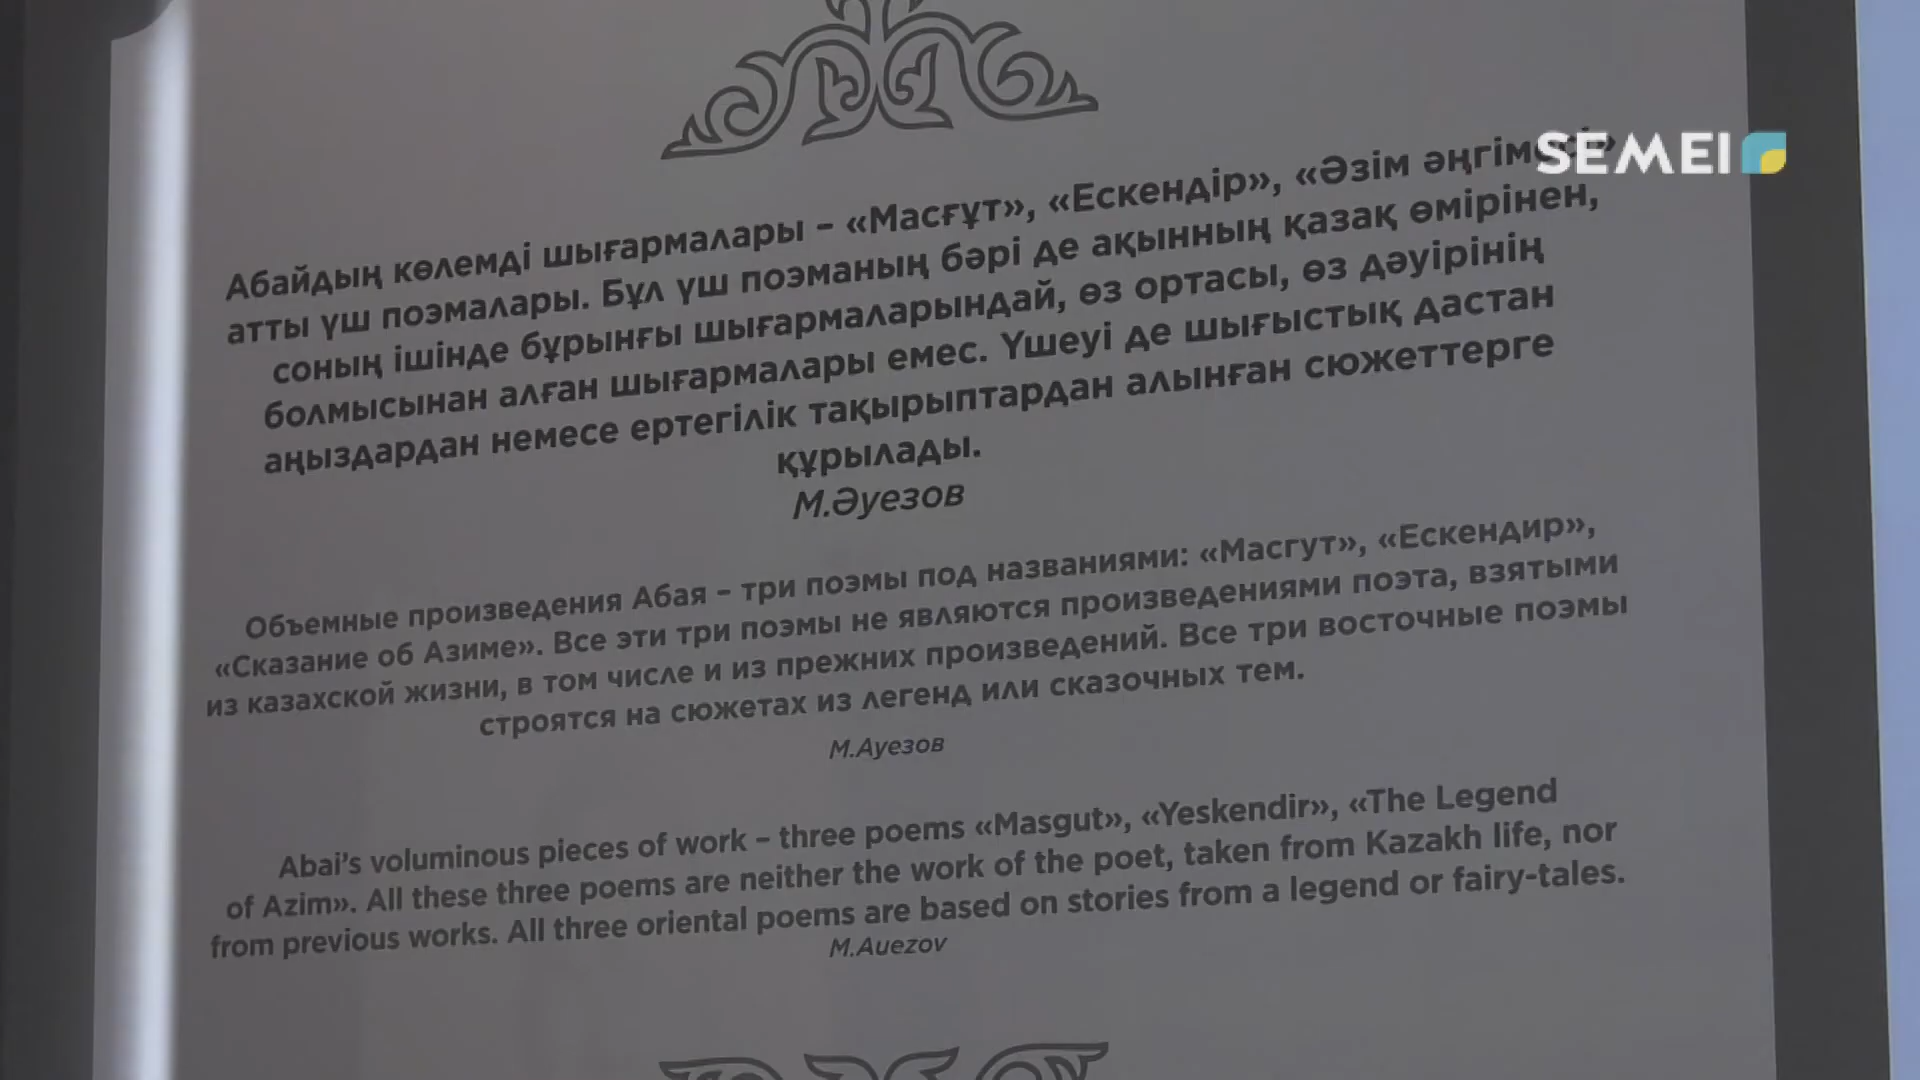 SEMEI
Абайдың көлемді шығармалары – «Масғұт», «Ескендір», «Әзім
атты үш поэмалары. Бұл үш поэманың бәрі де ақынның қазақ өмірінен,
соның ішінде бұрынғы шығармаларындай, өз ортасы, өз дәуірінің
болмысынан алған шығармалары емес. Үшеуі де шығыстық дастан
аңыздардан немесе ертегілік тақырыптардан алынған сюжеттерге
құрылады.
М.Әуезов
Объемные произведения Абая – три поэмы под названиями: «Масгут», «Ескендир»,
«Сказание об Азиме». Все эти три поэмы не являются произведениями поэта, взятыми
из казахской жизни, в том числе и из прежних произведений. Все три восточные поэмы
строятся на сюжетах из легенд или сказочных тем.
М.Ауезов
Abai’s voluminous pieces of work – three poems «Masgut», «Yeskendir», «The Legend
of Azim». All these three poems are neither the work of the poet, taken from Kazakh life, nor
from previous works. All three oriental poems are based on stories from a legend or fairy-tales.
M.Auezov